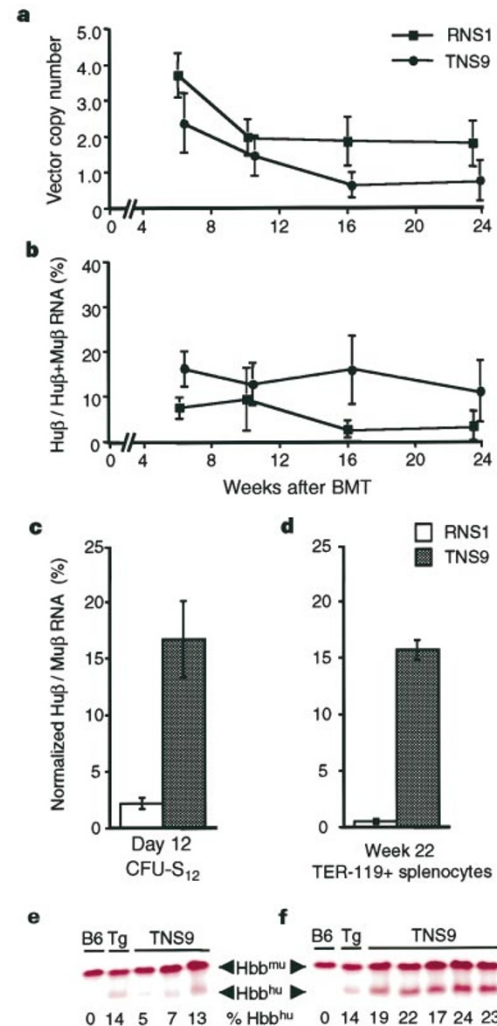 a
RNS1
TNS9
Vector copy number
5.0
4.0
3.0
2.0
1.0
0
0 4 8 12 16 20 24
b
Huβ / Huβ+Muβ RNA (%)
40
30
20
10
0
0 4 8 12 16 20 24
Weeks after BMT
c
d
RNS1
TNS9
Normalized Huβ / Muβ RNA (%)
25
20
15
10
5
0
25
20
15
10
5
0
Day 12
CFU-S12
Week 22
TER-119+ splenocytes
e
B6 Tg TNS9
f
B6 Tg TNS9
Hbbmu
Hbbhu
0 14 5 7 13 % Hbbhu 0 14 19 22 17 24 23